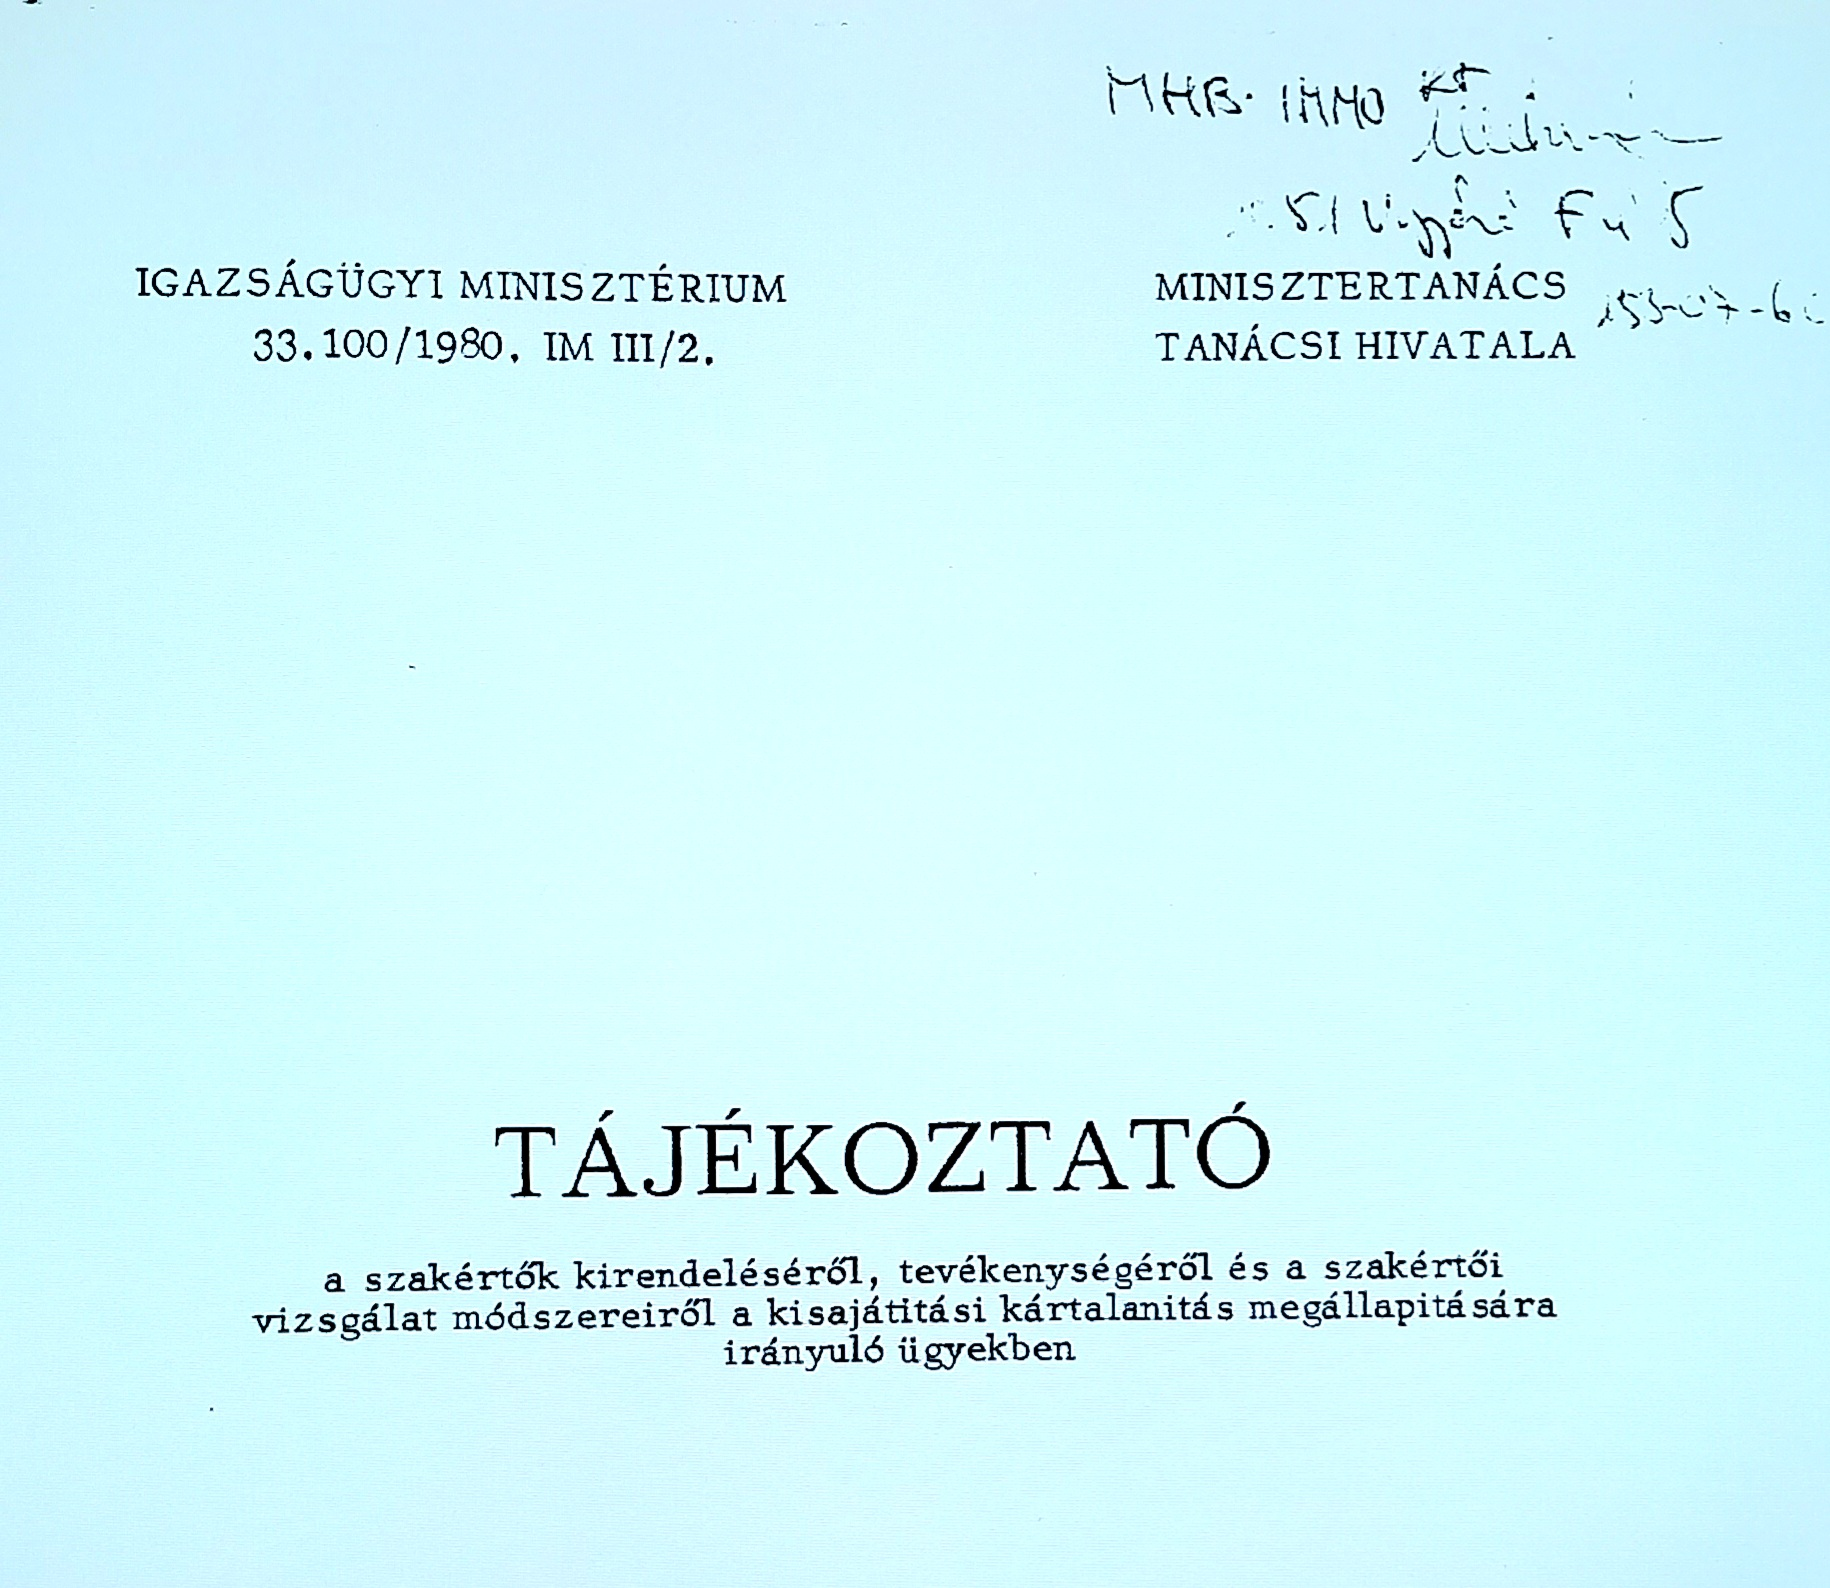 MHB. IMMO KFT
IGAZSÁGÜGYI MINISZTÉRIUM
33.100/1980. IM III/2.
MINISZTERTANÁCS
TANÁCSI HIVATALA
TÁJÉKOZTATÓ
a szakértők kirendeléséről, tevékenységéről és a szakértői
vizsgálat módszereiről a kisajátitási kártalanitás megállapitására
irányuló ügyekben